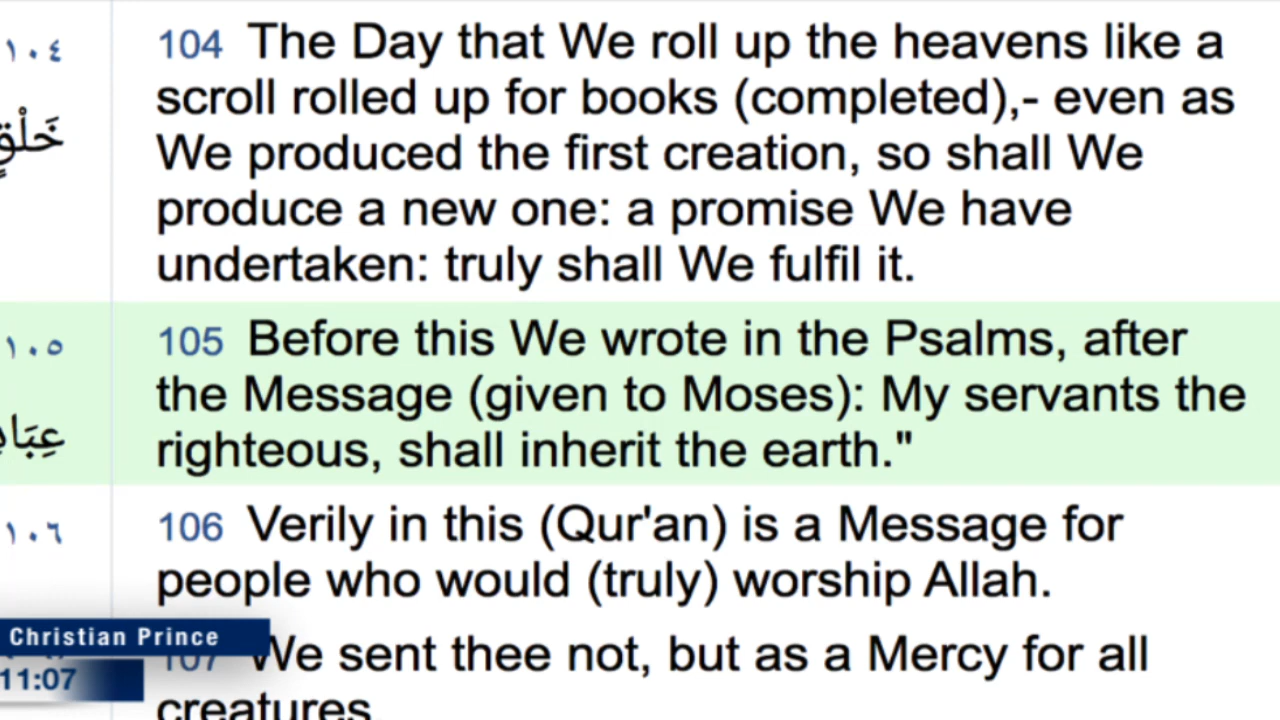 ١٠٤ 104 The Day that We roll up the heavens like a
scroll rolled up for books (completed),- even as
خَلْقٍ We produced the first creation, so shall We
produce a new one: a promise We have
undertaken: truly shall We fulfil it.
١٠٥ 105 Before this We wrote in the Psalms, after
the Message (given to Moses): My servants the
righteous, shall inherit the earth."
١٠٦ 106 Verily in this (Qur'an) is a Message for
people who would (truly) worship Allah.
Christian Prince
107 We sent thee not, but as a Mercy for all
11:07
creatures.